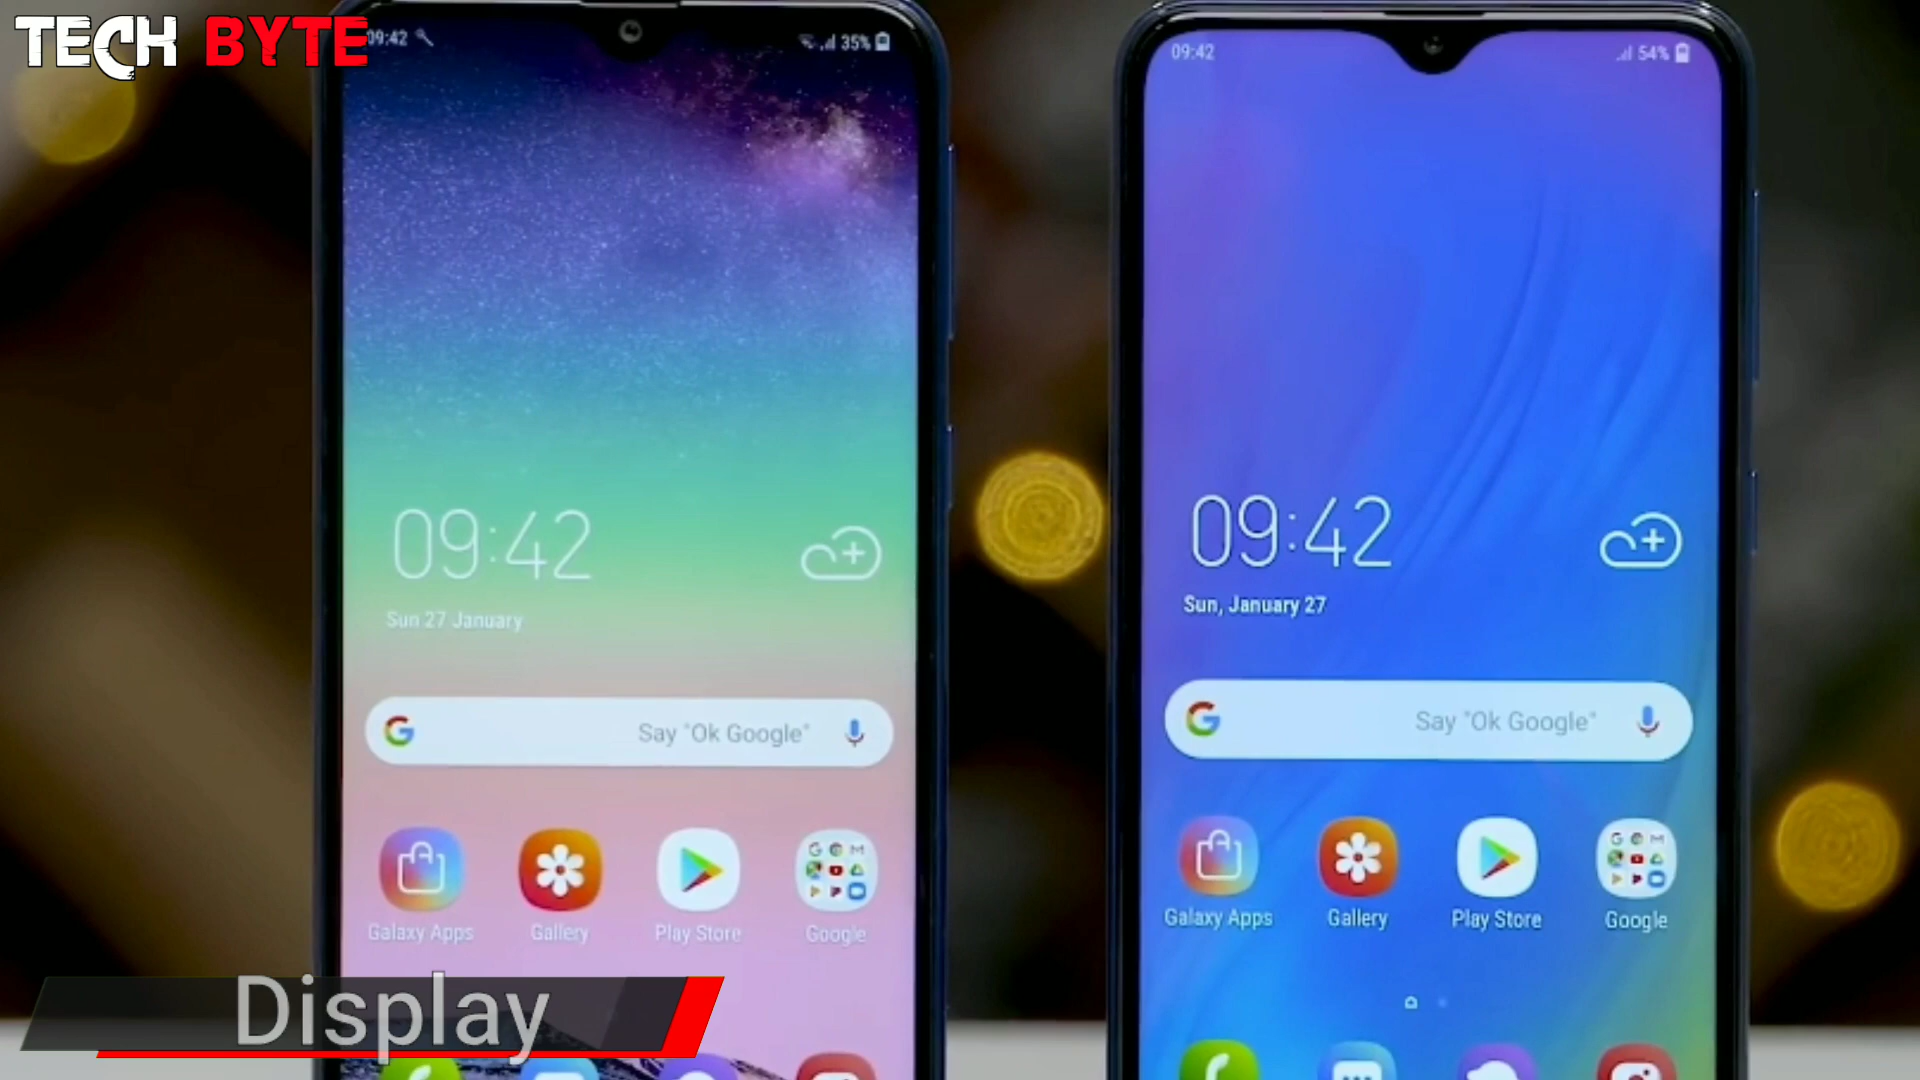 TECH BYTE
09:42
35%
09:42
Sun 27 January
Say "Ok Google"
Galaxy Apps
Gallery
Play Store
Google
09:42
54%
09:42
Sun, January 27
Say "Ok Google"
Galaxy Apps
Gallery
Play Store
Google
Display